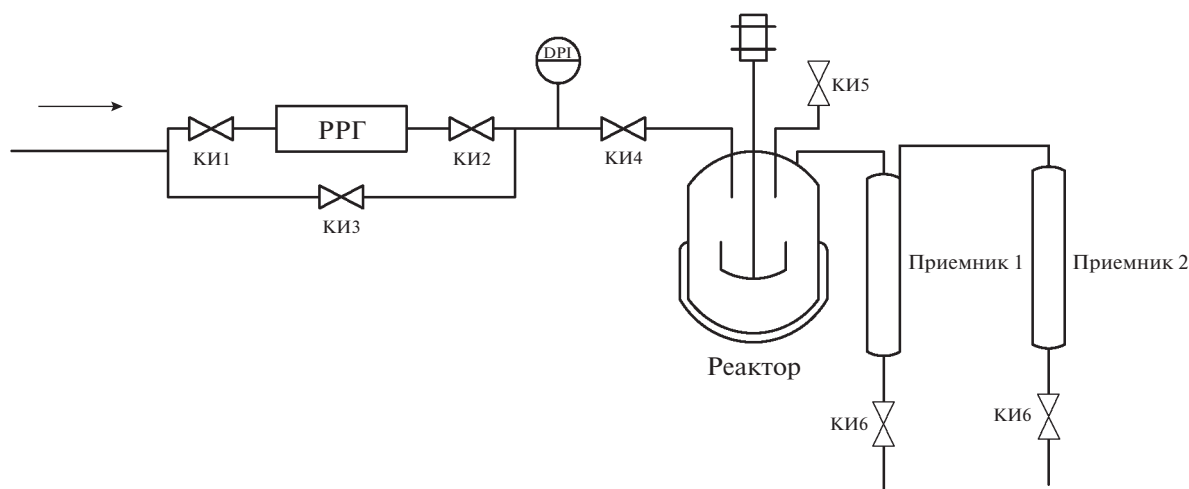 DPI
КИ5
РРГ
КИ1
КИ2
КИ4
КИ3
Приемник 1
Приемник 2
Реактор
КИ6
КИ6